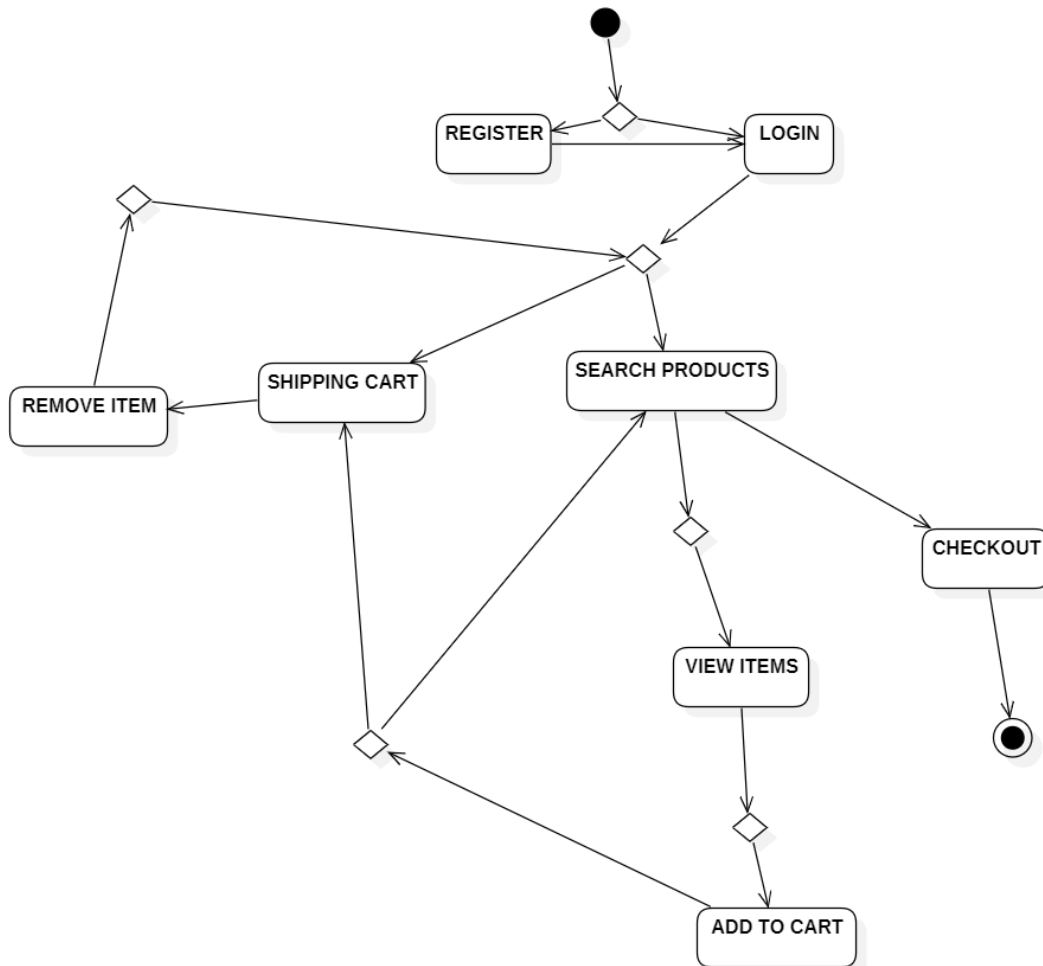 REGISTER
LOGIN
SEARCH PRODUCTS
SHIPPING CART
REMOVE ITEM
CHECKOUT
VIEW ITEMS
ADD TO CART